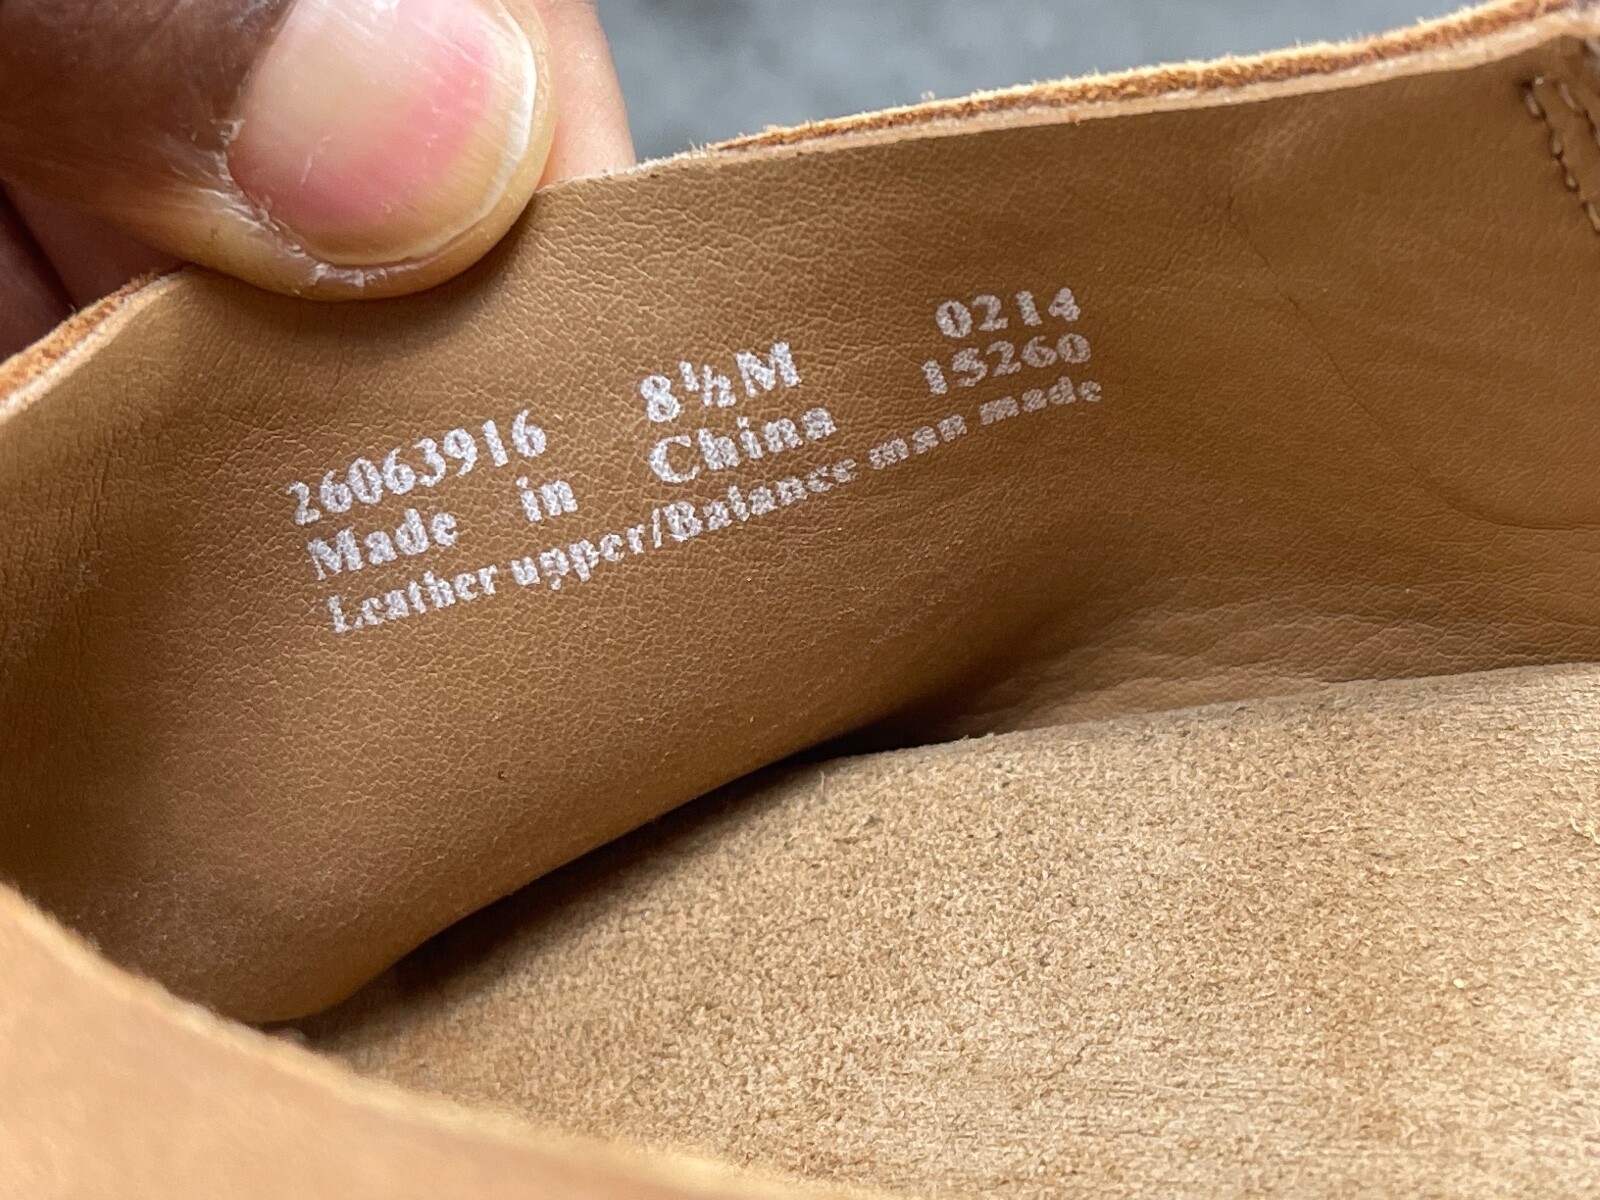 26063916 8½M 0214
Made in China 15260
Leather upper/Balance man made